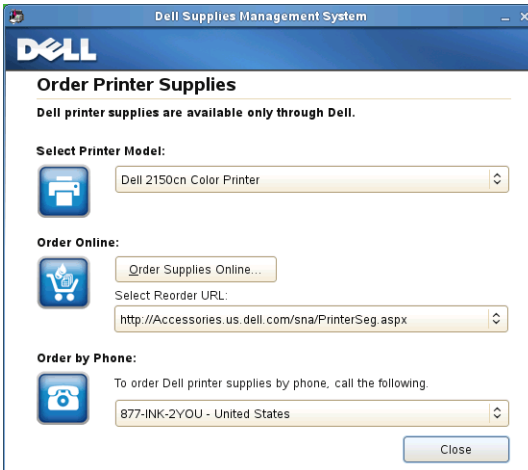 Dell Supplies Management System
DELL
Order Printer Supplies
Dell printer supplies are available only through Dell.
Select Printer Model:
Dell 2150cn Color Printer
Order Online:
Order Supplies Online...
Select Reorder URL:
http://Accessories.us.dell.com/sna/PrinterSeg.aspx
Order by Phone:
To order Dell printer supplies by phone, call the following.
877-INK-2YOU - United States
Close